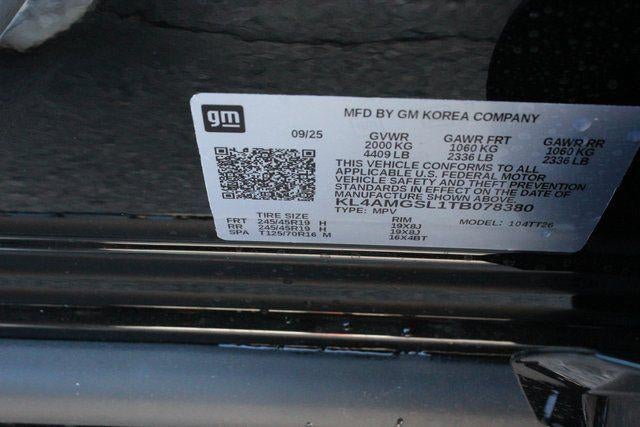 gm
MFD BY GM KOREA COMPANY
09/25 GVWR GAWR FRT GAWR RR
2000 KG 1060 KG 1060 KG
4409 LB 2336 LB 2336 LB
THIS VEHICLE CONFORMS TO ALL
APPLICABLE U.S. FEDERAL MOTOR
VEHICLE SAFETY AND THEFT PREVENTION
STANDARDS IN EFFECT ON THE DATE OF
MANUFACTURE SHOWN ABOVE.
KL4AMGSL1TB078380
TYPE: MPV MODEL: 104TT26
TIRE SIZE RIM
FRT 245/45R19 H 19X8J
RR 245/45R19 H 19X8J
SPA T125/70R16 M 16X4BT